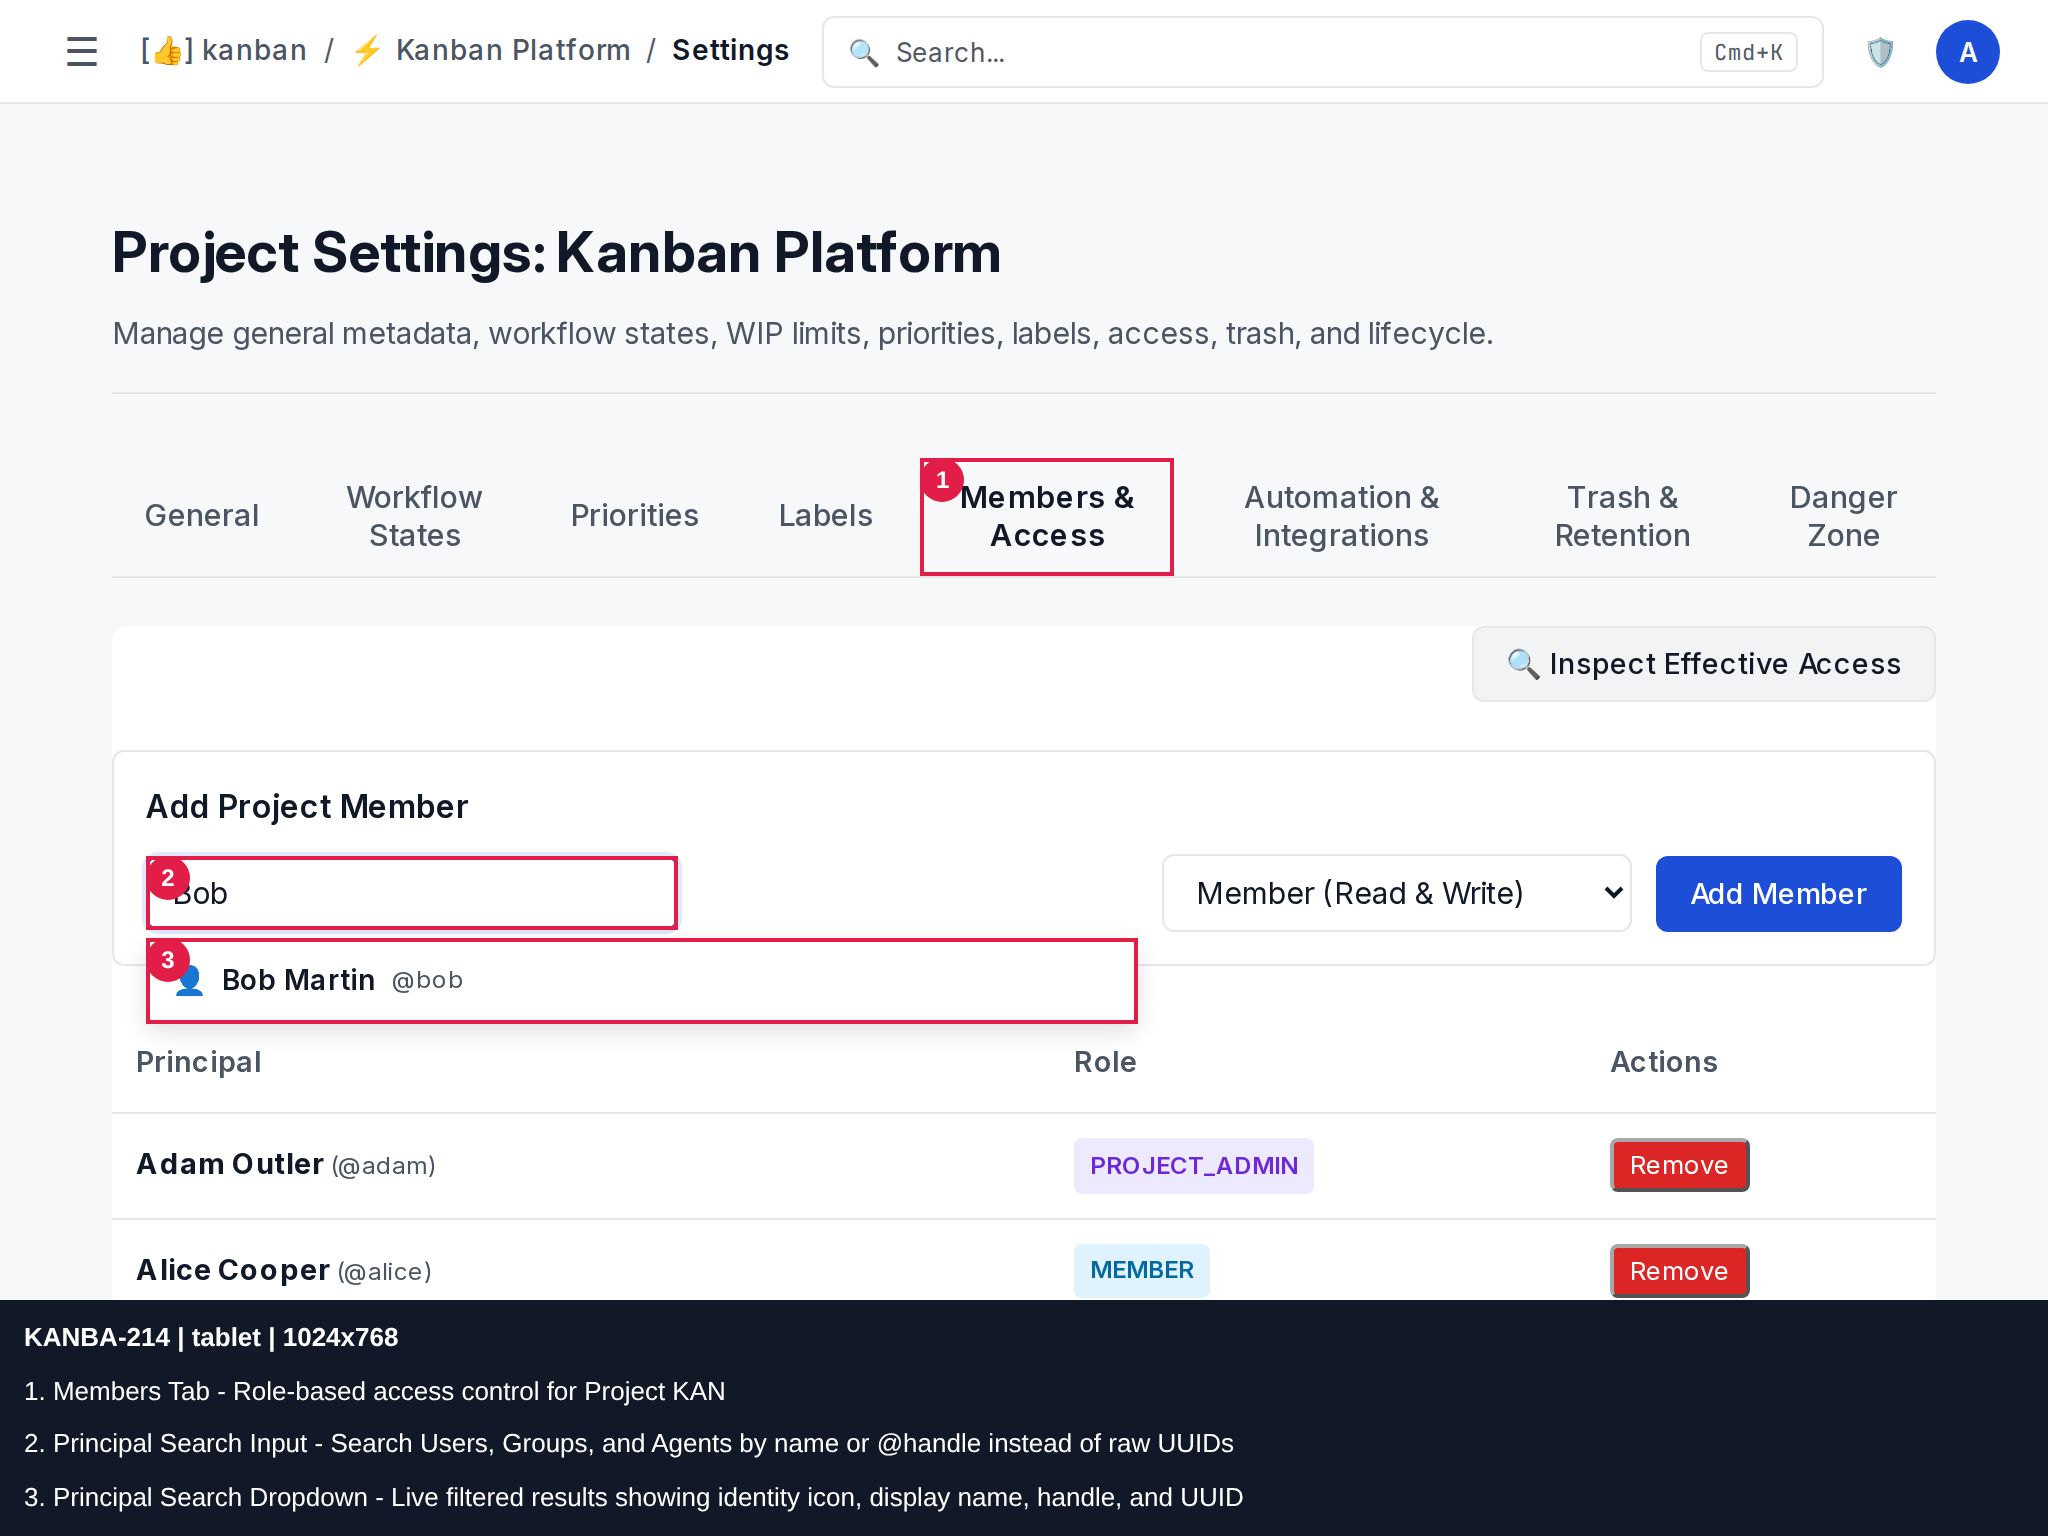 [👍] kanban / ⚡ Kanban Platform / Settings
Search...
Cmd+K
A
Project Settings: Kanban Platform
Manage general metadata, workflow states, WIP limits, priorities, labels, access, trash, and lifecycle.
General
Workflow States
Priorities
Labels
1
Members & Access
Automation & Integrations
Trash & Retention
Danger Zone
Inspect Effective Access
Add Project Member
2
Bob
Member (Read & Write)
Add Member
3
Bob Martin @bob
Principal Role Actions
Adam Outler (@adam) PROJECT_ADMIN Remove
Alice Cooper (@alice) MEMBER Remove
KANBA-214 | tablet | 1024x768
1. Members Tab - Role-based access control for Project KAN
2. Principal Search Input - Search Users, Groups, and Agents by name or @handle instead of raw UUIDs
3. Principal Search Dropdown - Live filtered results showing identity icon, display name, handle, and UUID